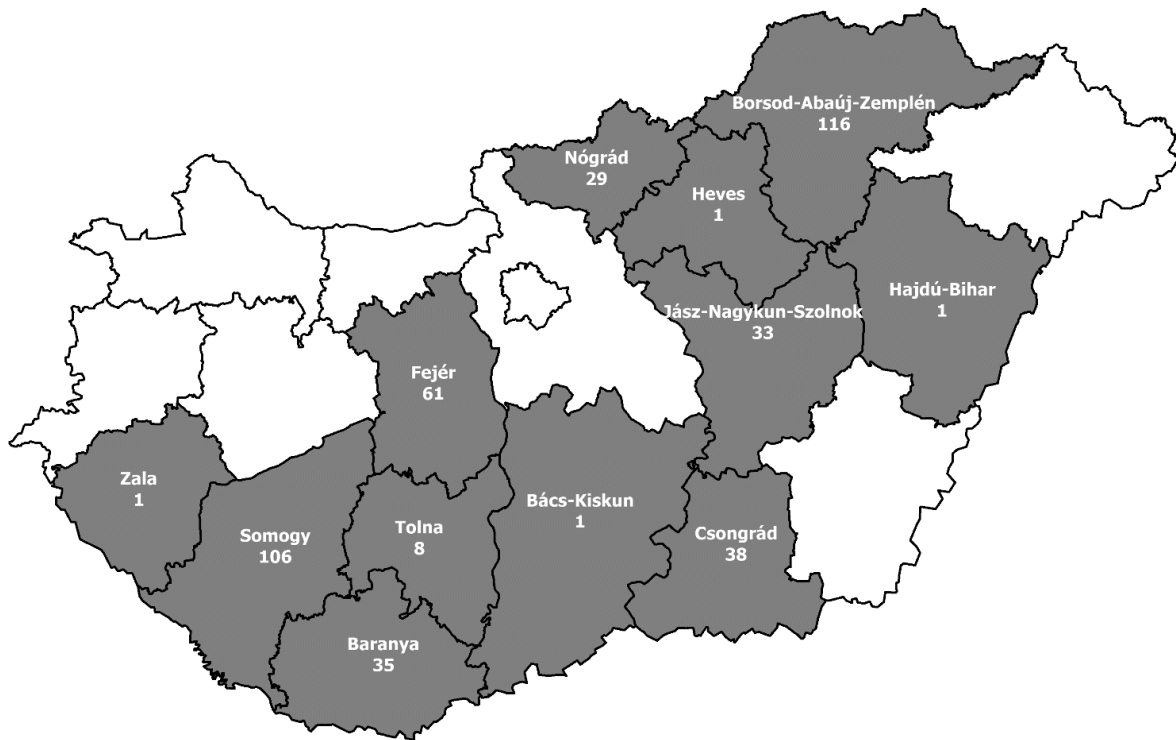 Borsod-Abaúj-Zemplén
116
Nógrád
29
Heves
1
Hajdú-Bihar
1
Jász-Nagykun-Szolnok
33
Fejér
61
Zala
1
Bács-Kiskun
1
Tolna
8
Somogy
106
Csongrád
38
Baranya
35